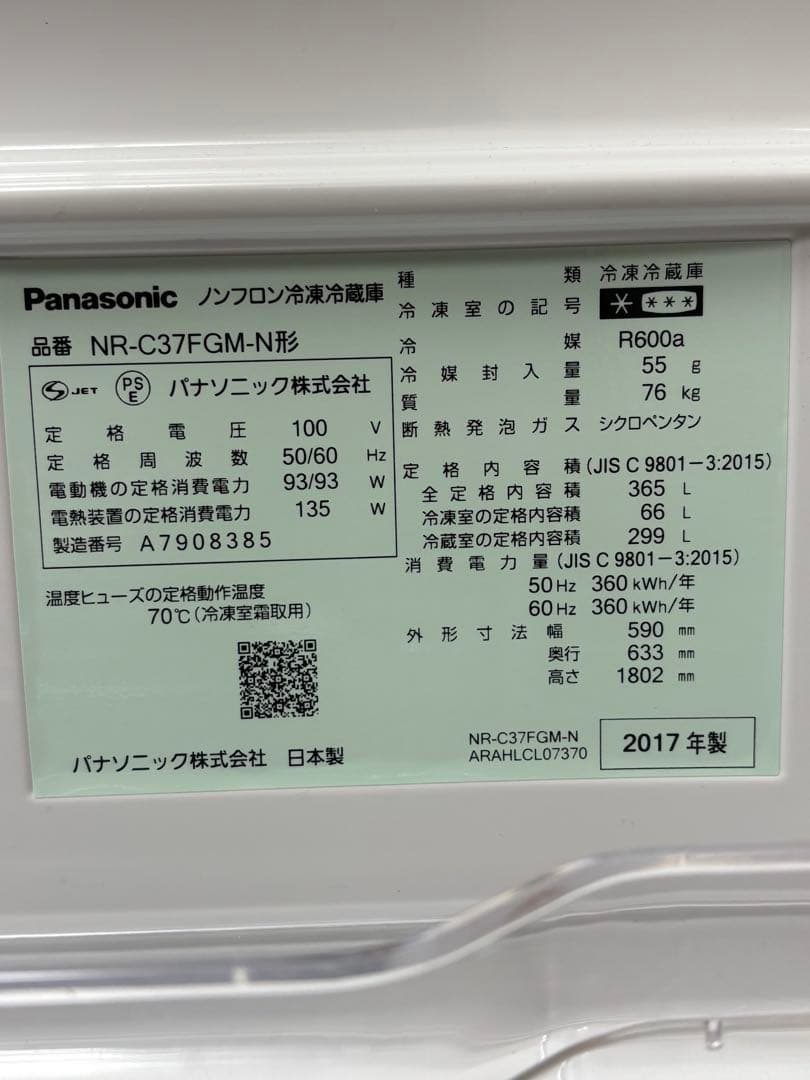 Panasonic ノンフロン冷凍冷蔵庫
品番 NR-C37FGM-N形
S JET PS E パナソニック株式会社
定格電圧 100 V
定格周波数 50/60 Hz
電動機の定格消費電力 93/93 W
電熱装置の定格消費電力 135 W
製造番号 A7908385
温度ヒューズの定格動作温度
70℃(冷凍室霜取用)
パナソニック株式会社 日本製
種類 冷凍冷蔵庫
冷凍室の記号 * ***
冷媒 R600a
冷媒封入量 55 g
質量 76 kg
断熱発泡ガス シクロペンタン
定格内容積(JIS C 9801-3:2015)
全定格内容積 365 L
冷凍室の定格内容積 66 L
冷蔵室の定格内容積 299 L
消費電力量(JIS C 9801-3:2015)
50Hz 360kWh/年
60Hz 360kWh/年
外形寸法 幅 590 mm
奥行 633 mm
高さ 1802 mm
NR-C37FGM-N
ARAHLCL07370
2017年製